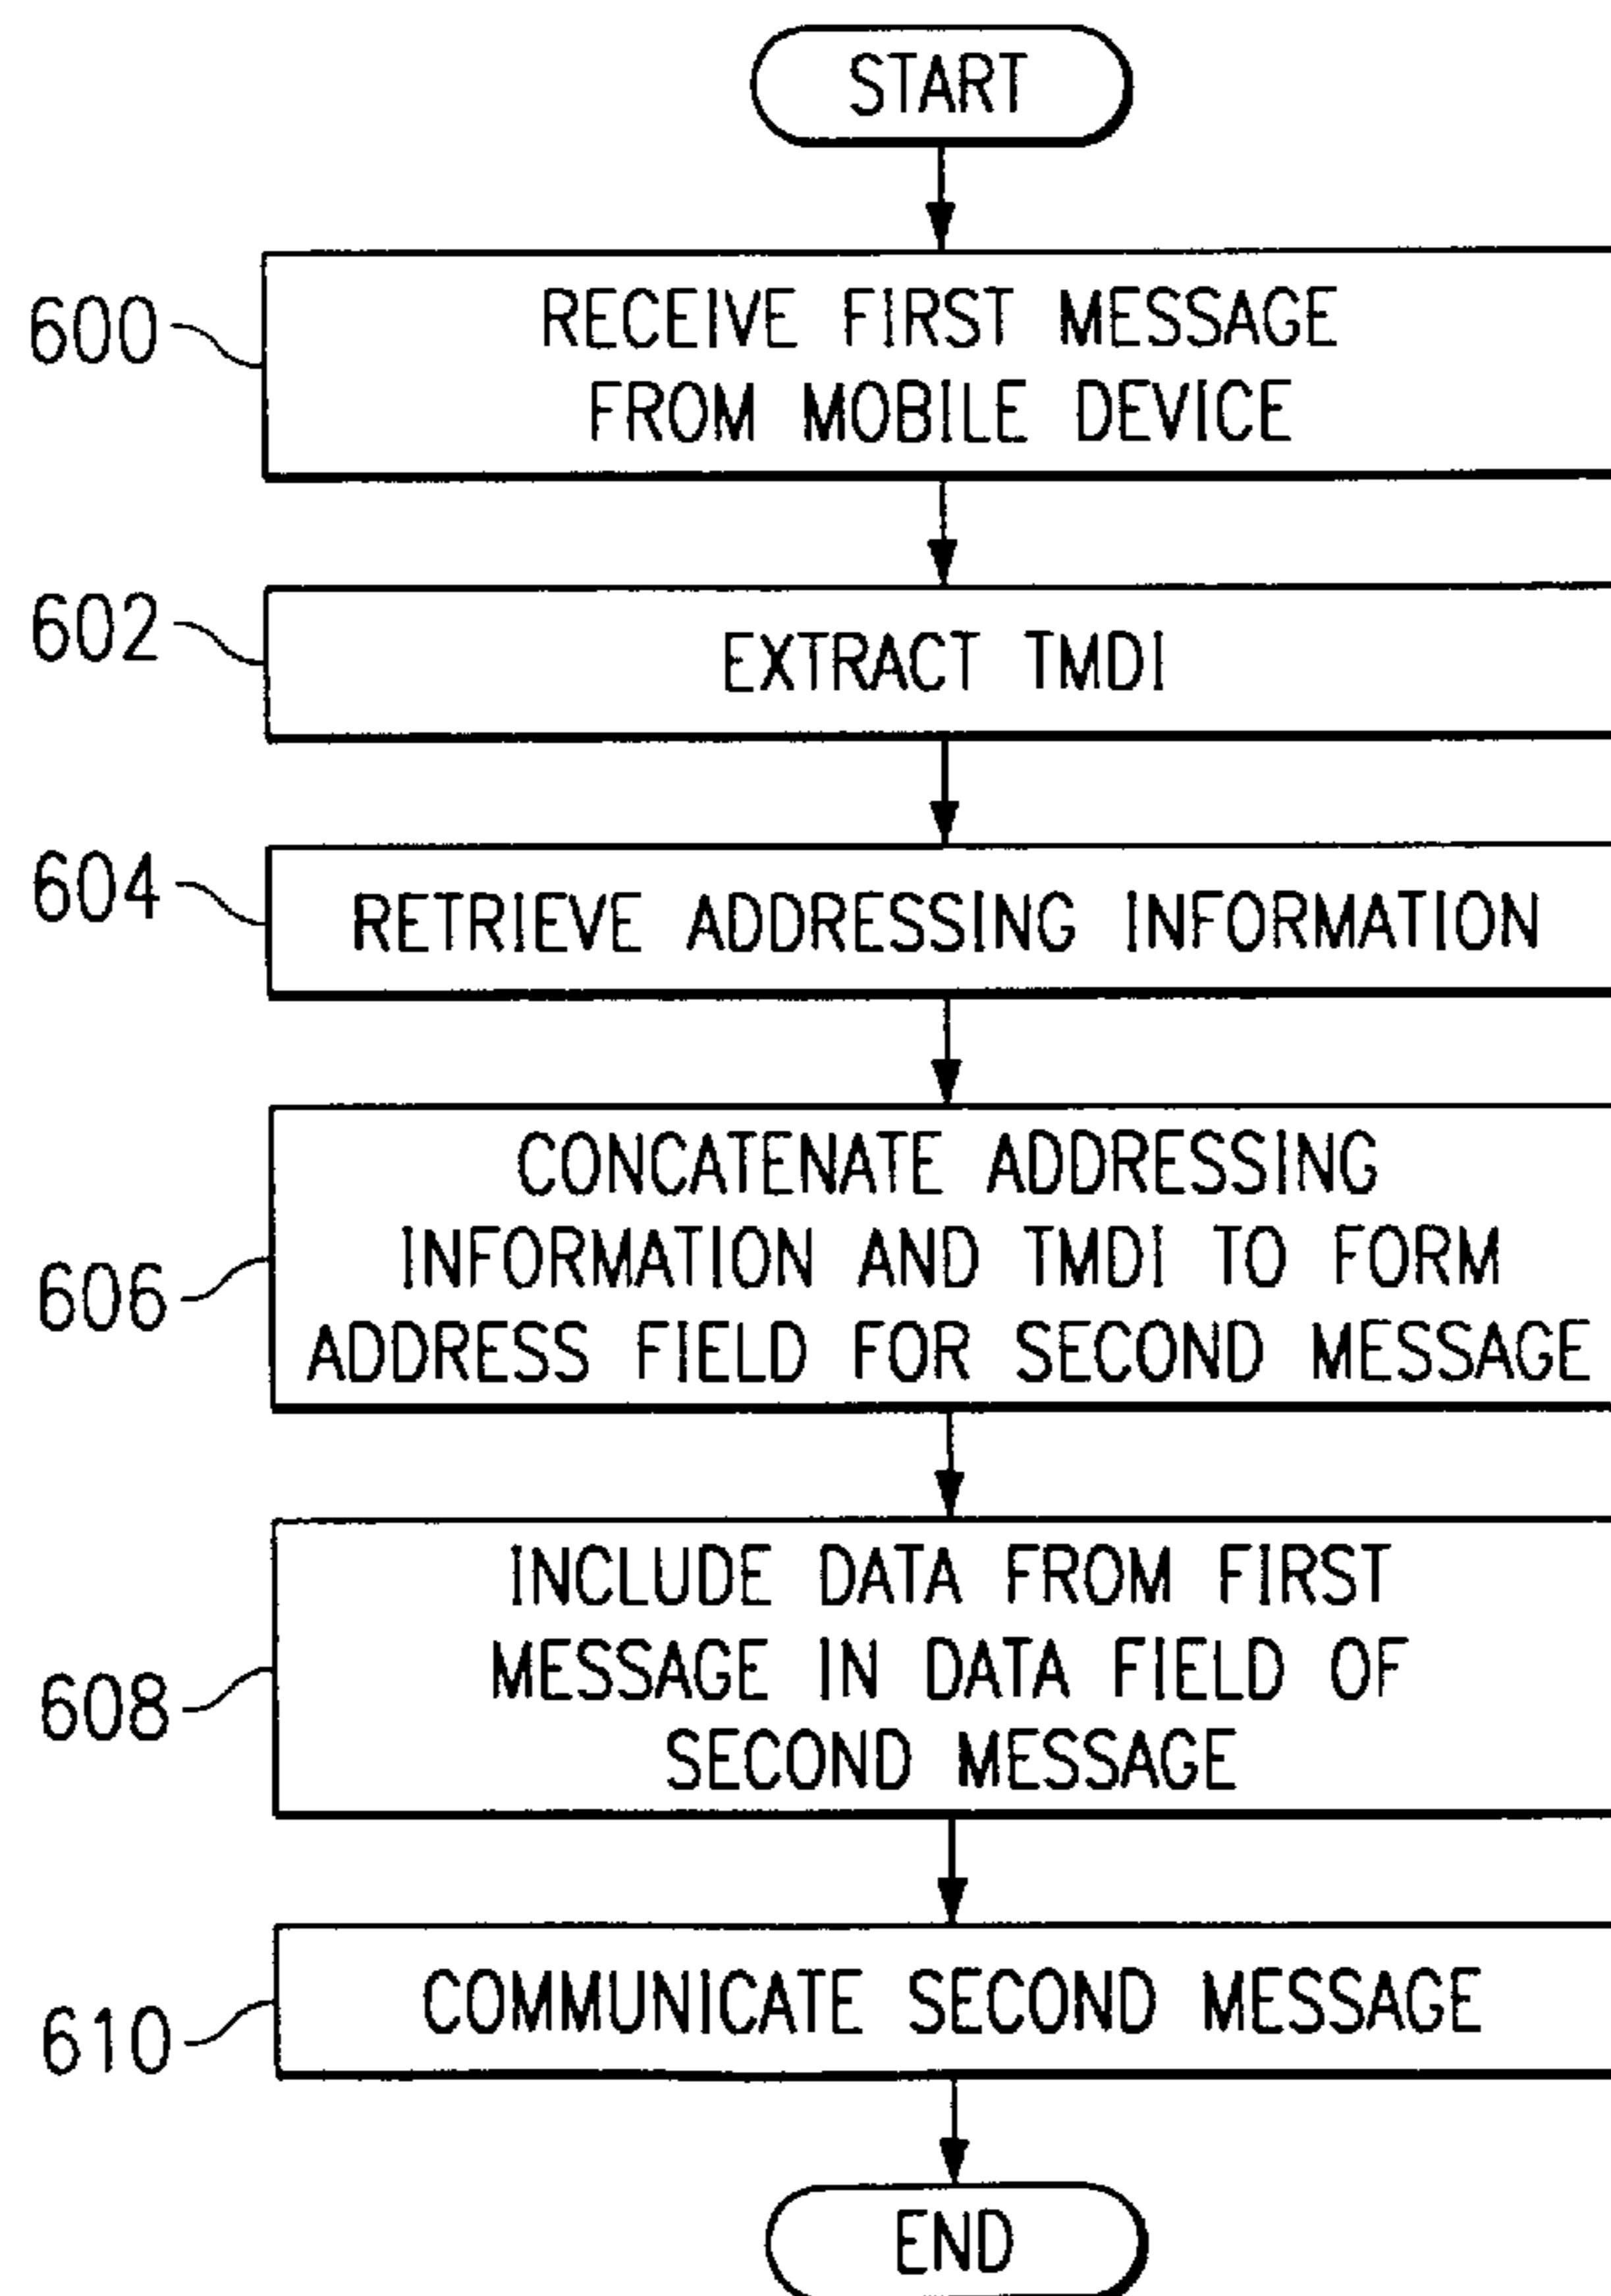 START
600
RECEIVE FIRST MESSAGE
FROM MOBILE DEVICE
602
EXTRACT TMDI
604
RETRIEVE ADDRESSING INFORMATION
606
CONCATENATE ADDRESSING
INFORMATION AND TMDI TO FORM
ADDRESS FIELD FOR SECOND MESSAGE
608
INCLUDE DATA FROM FIRST
MESSAGE IN DATA FIELD OF
SECOND MESSAGE
610
COMMUNICATE SECOND MESSAGE
END